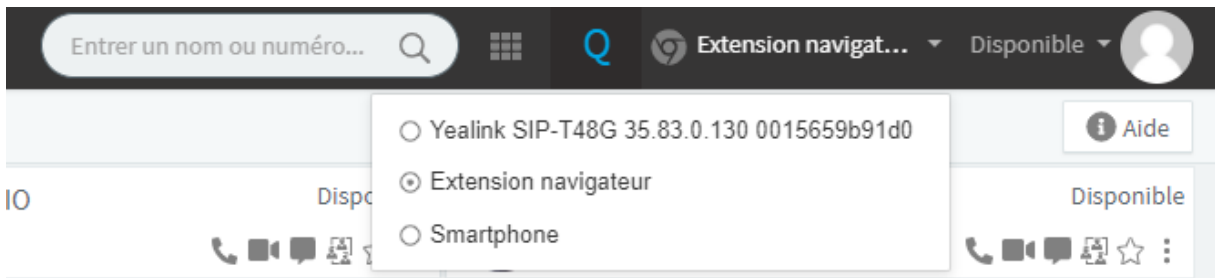 Entrer un nom ou numéro...
Q
Extension navigat...
Disponible
Yealink SIP-T48G 35.83.0.130 0015659b91d0
Aide
Extension navigateur
IO
Dispo
Disponible
Smartphone